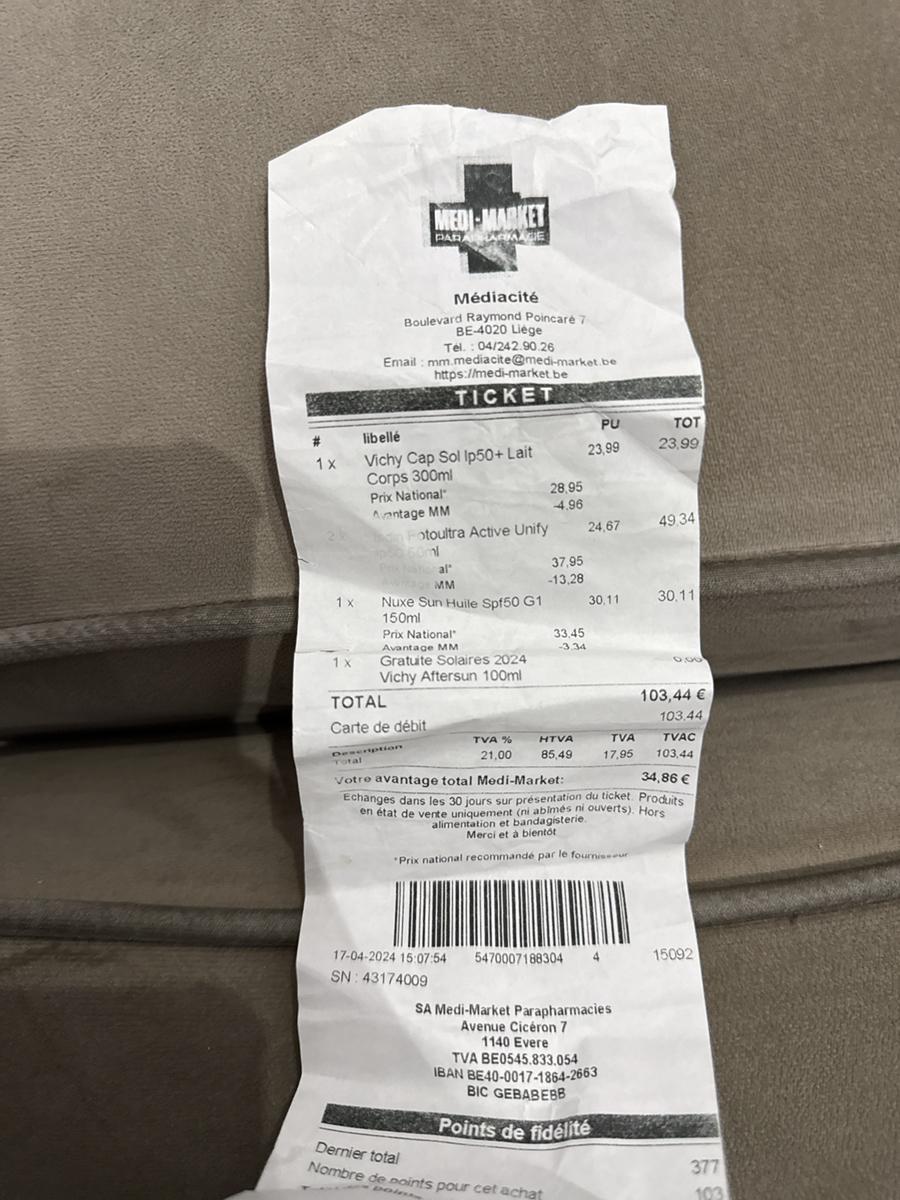 MEDI-MARKET
PARAPHARMACIE
Médiacité
Boulevard Raymond Poincaré 7
BE-4020 Liège
Tél. : 04/242.90.26
Email : mm.mediacite@medi-market.be
https://medi-market.be
TICKET
# libellé PU TOT
1 x Vichy Cap Sol Ip50+ Lait 23,99 23,99
Corps 300ml
Prix National* 28,95
Avantage MM -4,96
2 x Fotoultra Active Unify 24,67 49,34
Ip50 50ml
Prix National* 37,95
Avantage MM -13,28
1 x Nuxe Sun Huile Spf50 G1 30,11 30,11
150ml
Prix National* 33,45
Avantage MM -3,34
1 x Gratuite Solaires 2024 0,00
Vichy Aftersun 100ml
TOTAL 103,44 €
Carte de débit 103,44
Description TVA % HTVA TVA TVAC
Total 21,00 85,49 17,95 103,44
Votre avantage total Medi-Market: 34,86 €
Echanges dans les 30 jours sur présentation du ticket. Produits
en état de vente uniquement (ni abîmés ni ouverts). Hors
alimentation et bandagisterie.
Merci et à bientôt
*Prix national recommandé par le fournisseur
17-04-2024 15:07:54 5470007188304 4 15092
SN : 43174009
SA Medi-Market Parapharmacies
Avenue Cicéron 7
1140 Evere
TVA BE0545.833.054
IBAN BE40-0017-1864-2663
BIC GEBABEBB
Points de fidélité
Dernier total 377
Nombre de points pour cet achat 103